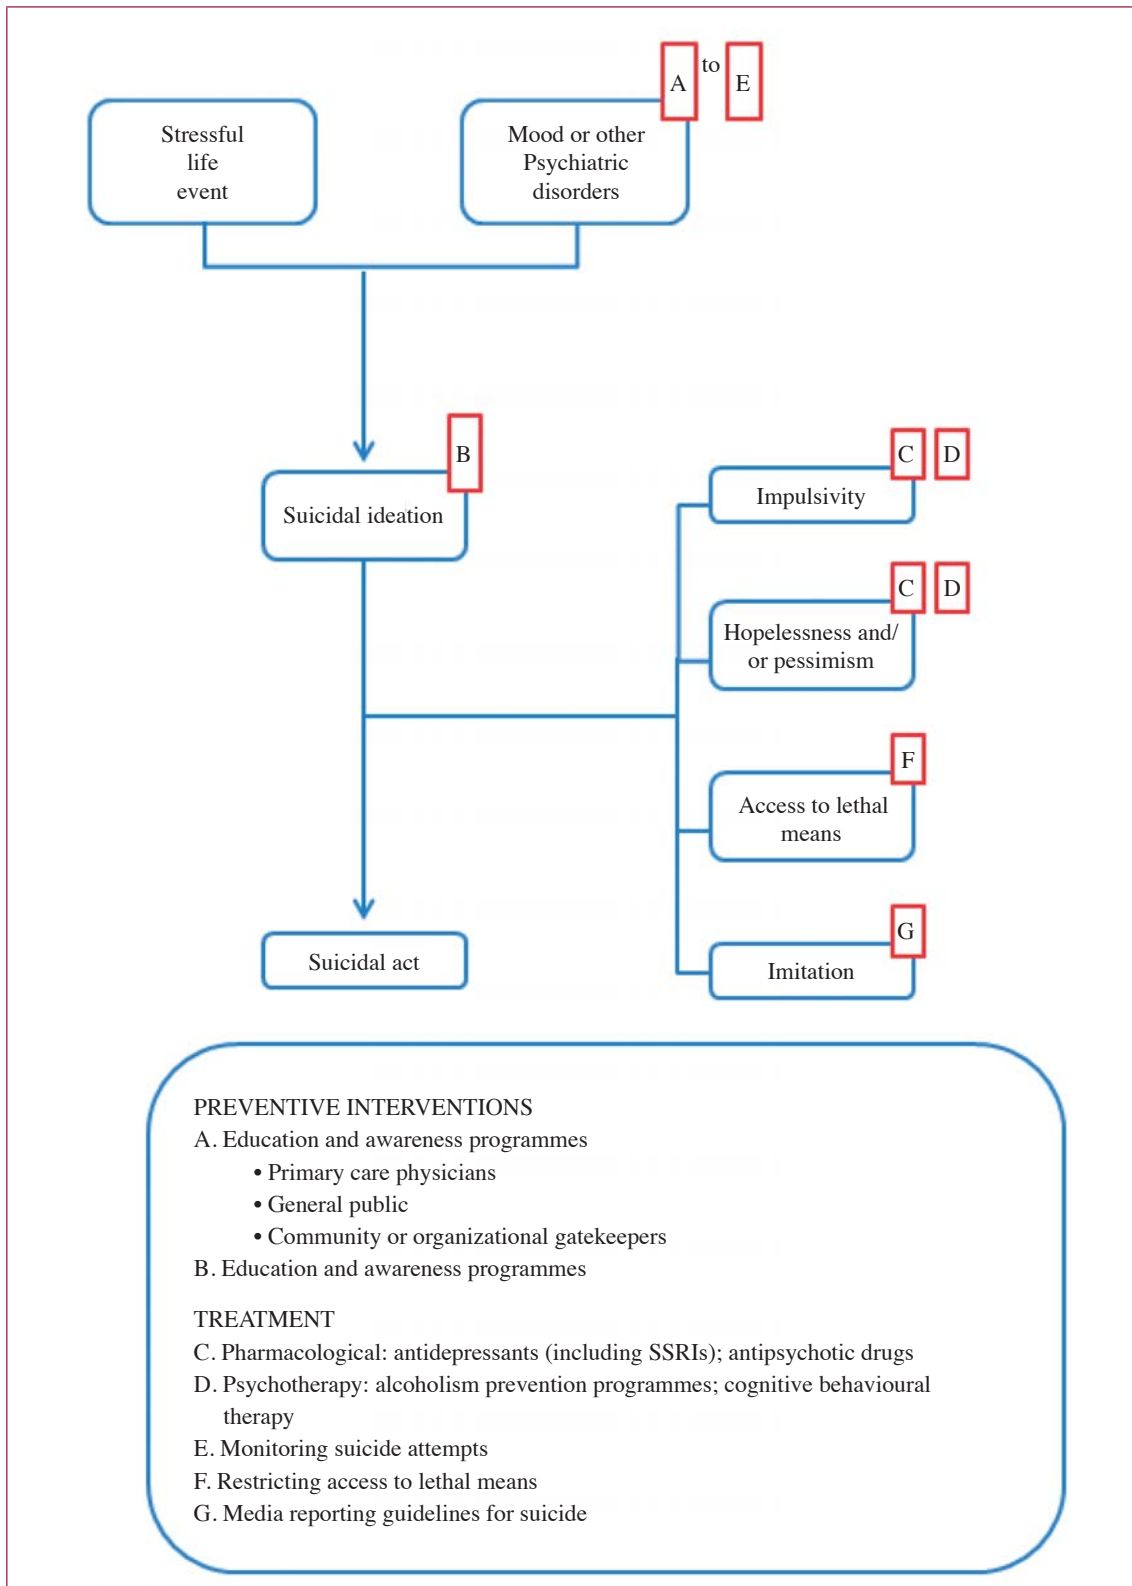 A to E
Stressful
life
event
Mood or other
Psychiatric
disorders
B
Suicidal ideation
C D
Impulsivity
C D
Hopelessness and/
or pessimism
F
Access to lethal
means
G
Imitation
Suicidal act
PREVENTIVE INTERVENTIONS
A. Education and awareness programmes
• Primary care physicians
• General public
• Community or organizational gatekeepers
B. Education and awareness programmes
TREATMENT
C. Pharmacological: antidepressants (including SSRIs); antipsychotic drugs
D. Psychotherapy: alcoholism prevention programmes; cognitive behavioural
therapy
E. Monitoring suicide attempts
F. Restricting access to lethal means
G. Media reporting guidelines for suicide